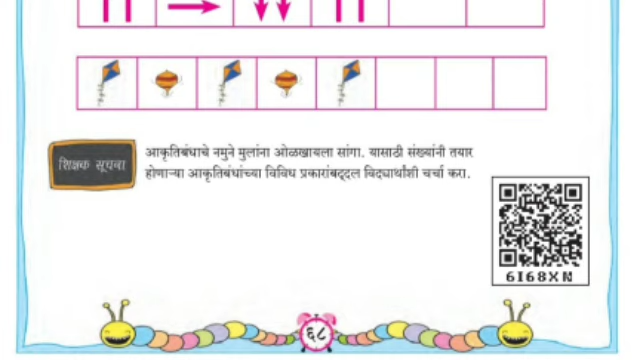 शिक्षक सूचना
आकृतिबंधाचे नमुने मुलांना ओळखायला सांगा. यासाठी संख्यांनी तयार
होणाऱ्या आकृतिबंधांच्या विविध प्रकारांबद्दल विद्यार्थांशी चर्चा करा.
6I68XN
६८